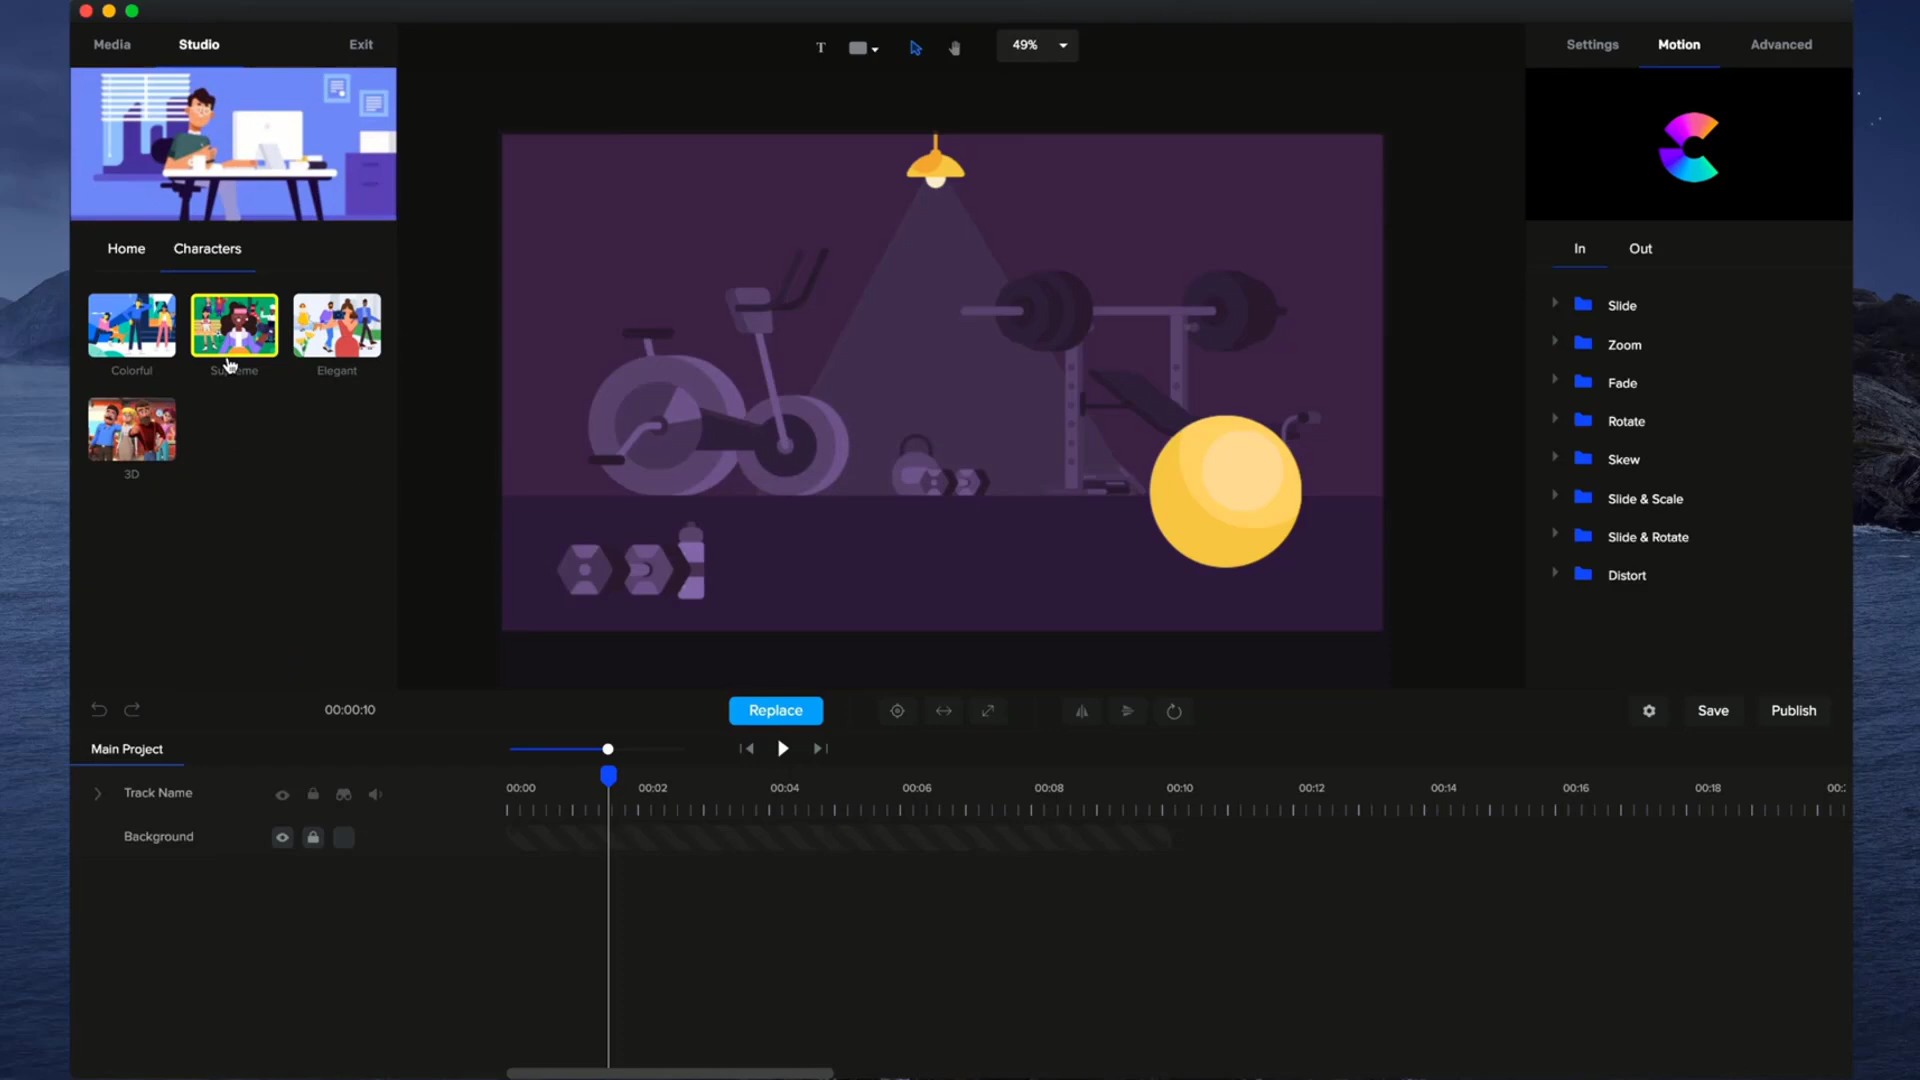 Media
Studio
Exit
T
49%
Settings
Motion
Advanced
Home
Characters
In
Out
Colorful
Supreme
Elegant
3D
Slide
Zoom
Fade
Rotate
Skew
Slide & Scale
Slide & Rotate
Distort
00:00:10
Replace
Save
Publish
Main Project
Track Name
00:00
00:02
00:04
00:06
00:08
00:10
00:12
00:14
00:16
00:18
Background